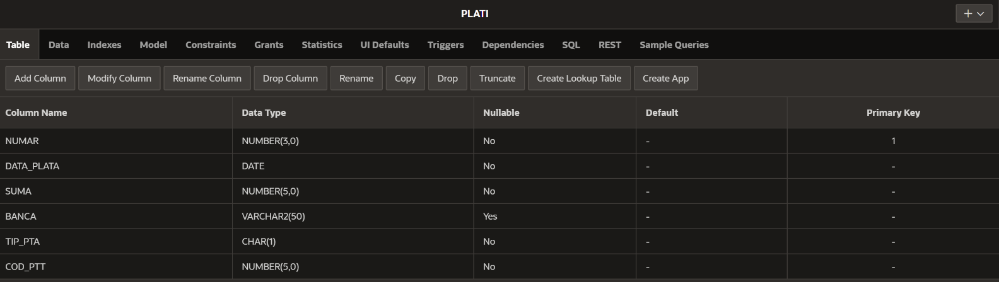 PLATI
Table Data Indexes Model Constraints Grants Statistics UI Defaults Triggers Dependencies SQL REST Sample Queries
Add Column Modify Column Rename Column Drop Column Rename Copy Drop Truncate Create Lookup Table Create App
Column Name Data Type Nullable Default Primary Key
NUMAR NUMBER(3,0) No - 1
DATA_PLATA DATE No - -
SUMA NUMBER(5,0) No - -
BANCA VARCHAR2(50) Yes - -
TIP_PTA CHAR(1) No - -
COD_PTT NUMBER(5,0) No - -